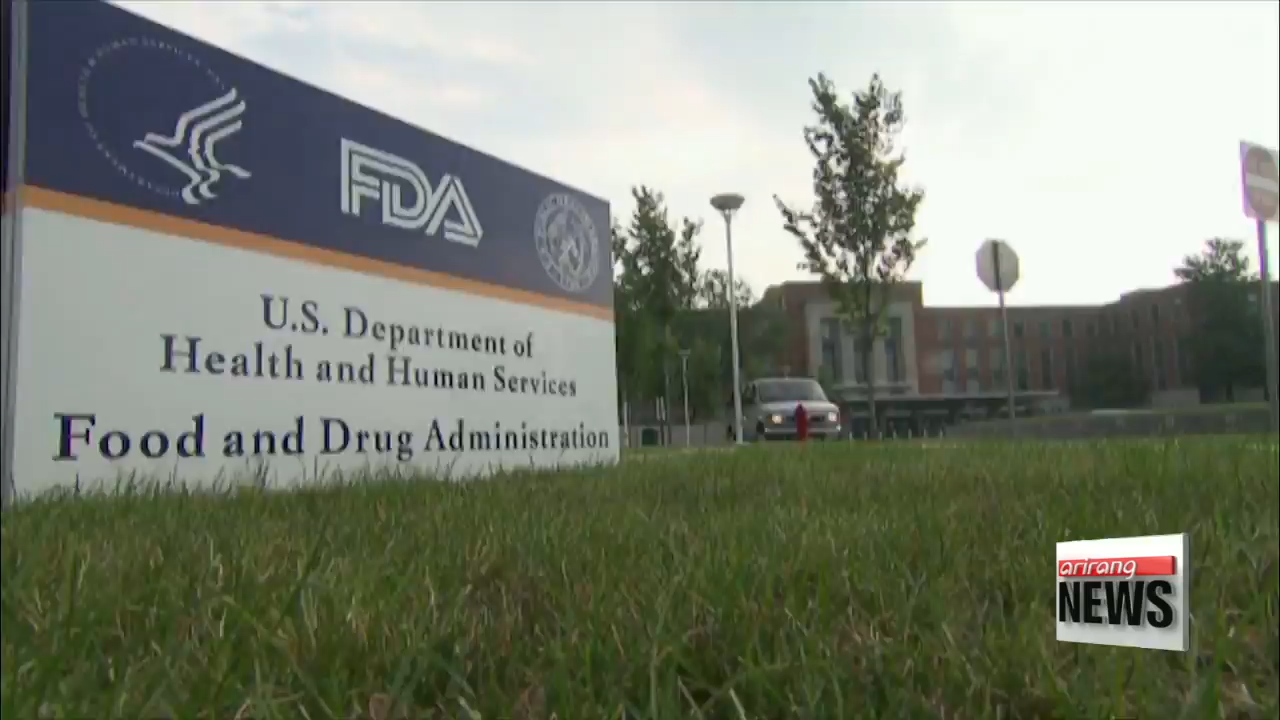 FDA
U.S. Department of
Health and Human Services
Food and Drug Administration
arirang
NEWS